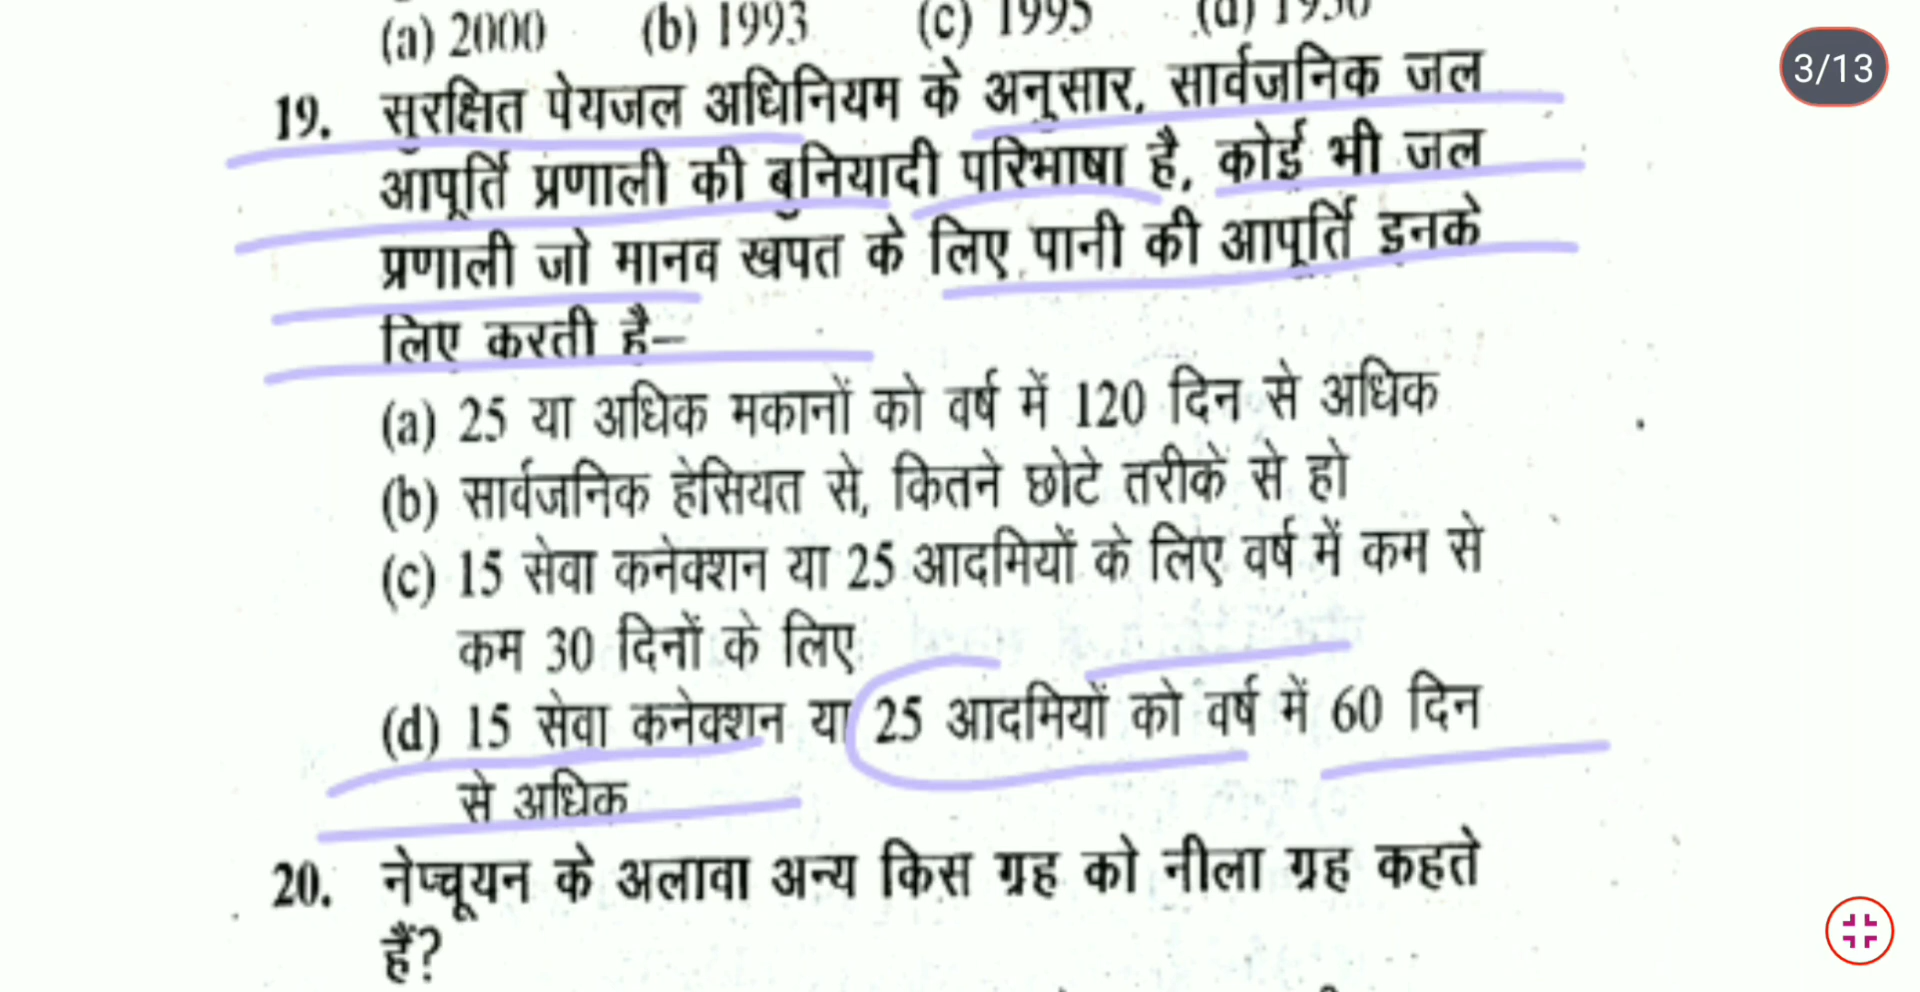 (a) 2000 (b) 1993 (c) 1995 (d) 1950
3/13
19. सुरक्षित पेयजल अधिनियम के अनुसार, सार्वजनिक जल
आपूर्ति प्रणाली की बुनियादी परिभाषा है, कोई भी जल
प्रणाली जो मानव खपत के लिए पानी की आपूर्ति इनके
लिए करती है–
(a) 25 या अधिक मकानों को वर्ष में 120 दिन से अधिक
(b) सार्वजनिक हेसियत से, कितने छोटे तरीके से हो
(c) 15 सेवा कनेक्शन या 25 आदमियों के लिए वर्ष में कम से
कम 30 दिनों के लिए
(d) 15 सेवा कनेक्शन या 25 आदमियों को वर्ष में 60 दिन
से अधिक
20. नेप्चूयन के अलावा अन्य किस ग्रह को नीला ग्रह कहते
हैं?